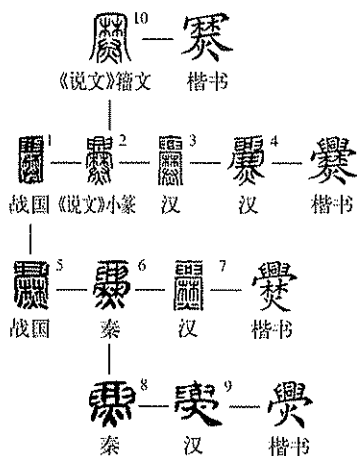 10
《说文》籀文 楷书
1 2 3 4 爨
战国 《说文》小篆 汉 汉 楷书
5 6 7
战国 秦 汉 楷书
8 9
秦 汉 楷书